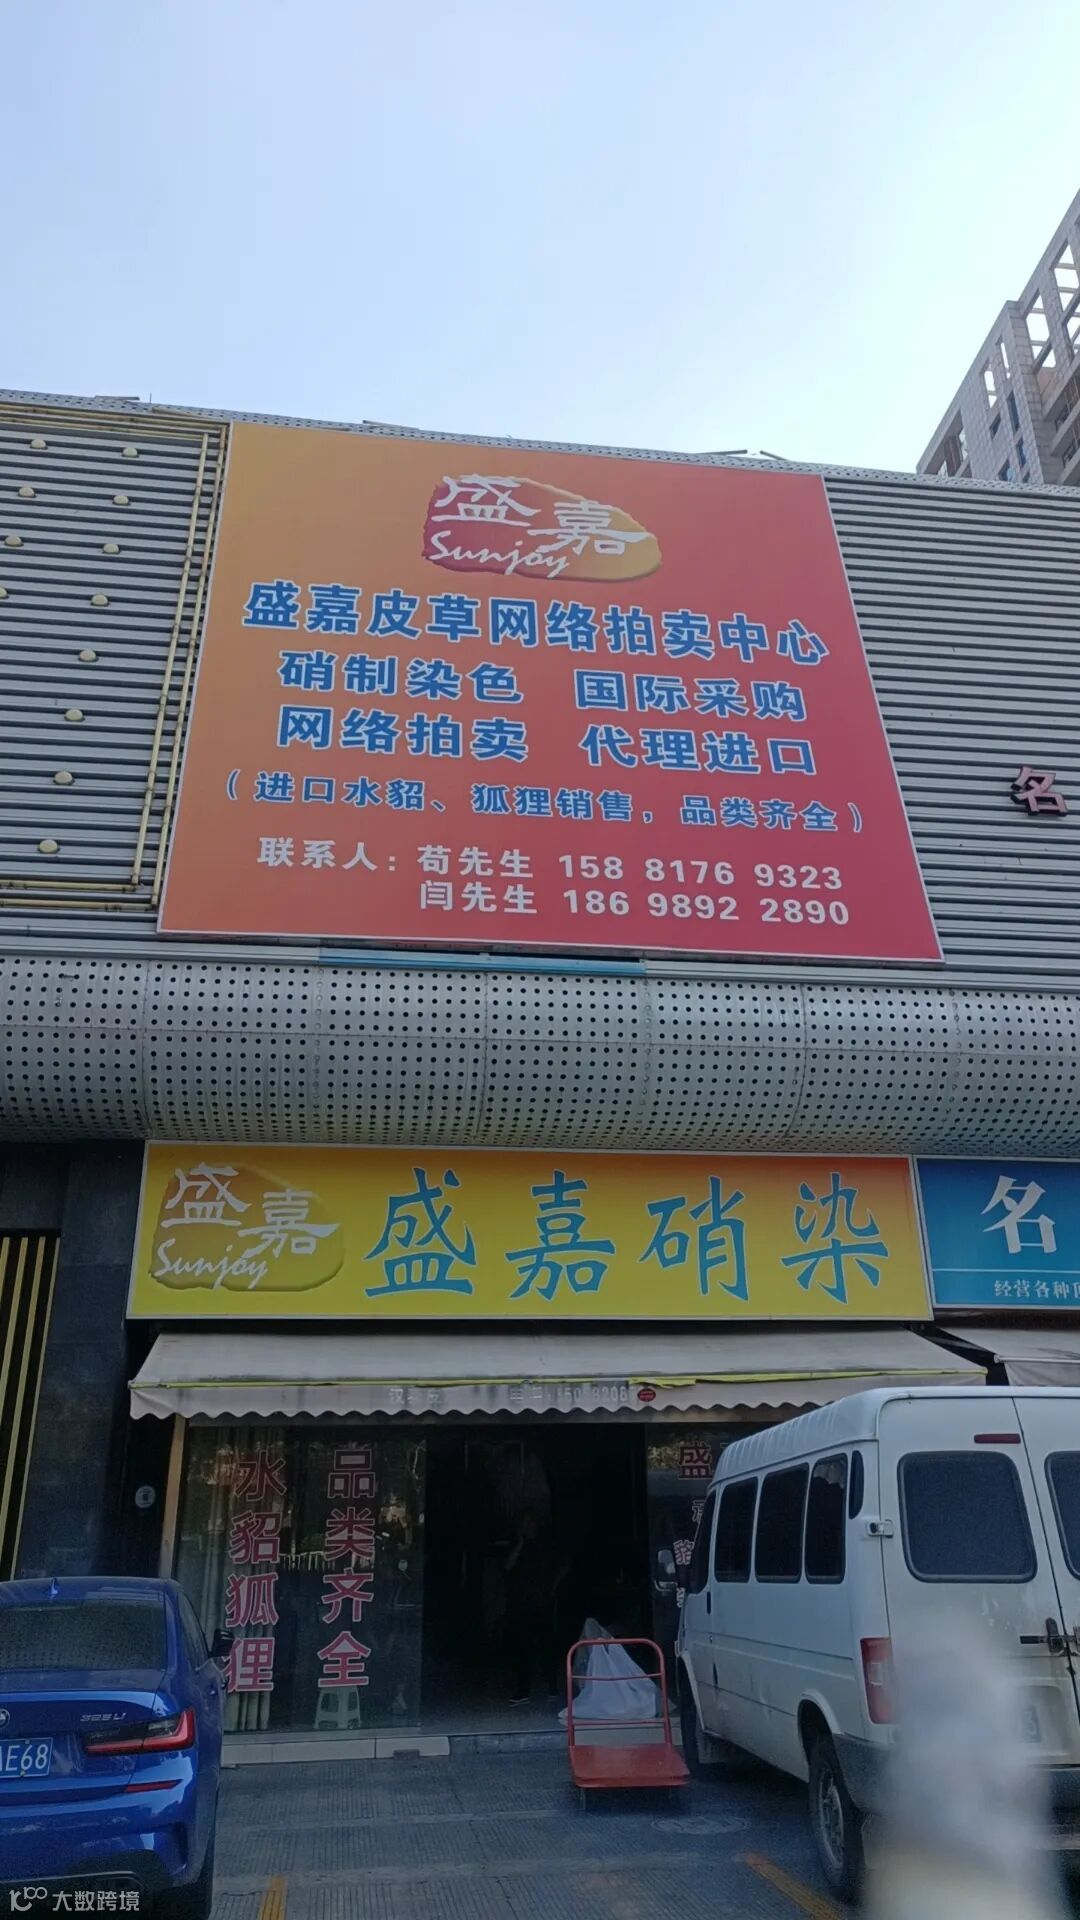 盛嘉
Sunjoy
盛嘉皮草网络拍卖中心
硝制染色 国际采购
网络拍卖 代理进口
（进口水貂、狐狸销售，品类齐全）
联系人：荀先生 158 8176 9323
闫先生 186 9892 2890
名
盛嘉
Sunjoy
盛嘉硝染
名
经营各种
水貂狐狸
品类齐全
盛
325Li
AE68
大数跨境